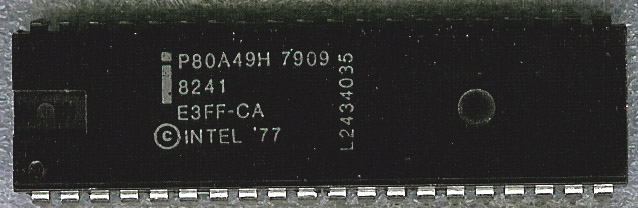 P80A49H 7909
8241
E3FF-CA
© INTEL '77
L2434035